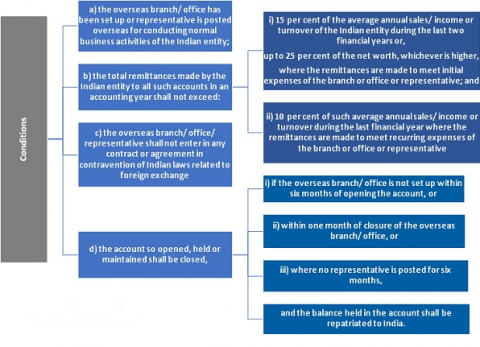 Conditions
a) the overseas branch/ office has
been set up or representative is posted
overseas for conducting normal
business activities of the Indian entity;
b) the total remittances made by the
Indian entity to all such accounts in an
accounting year shall not exceed:
i) 15 per cent of the average annual sales/ income or
turnover of the Indian entity during the last two
financial years or,
up to 25 percent of the net worth, whichever is higher,
where the remittances are made to meet initial
expenses of the branch or office or representative; and
ii) 10 per cent of such average annual sales/ income or
turnover during the last financial year where the
remittances are made to meet recurring expenses of
the branch or office or representative
c) the overseas branch/ office/
representative shall not enter in any
contract or agreement in
contravention of Indian laws related to
foreign exchange
d) the account so opened, held or
maintained shall be closed,
i) if the overseas branch/ office is not set up within
six months of opening the account, or
ii) within one month of closure of the overseas
branch/ office, or
iii) where no representative is posted for six
months,
and the balance held in the account shall be
repatriated to India.